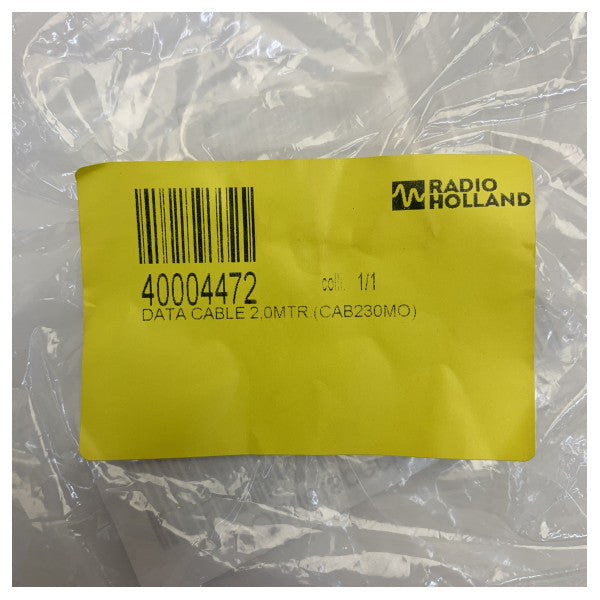 RADIO
HOLLAND
40004472 colli. 1/1
DATA CABLE 2,0MTR.(CAB230MO)